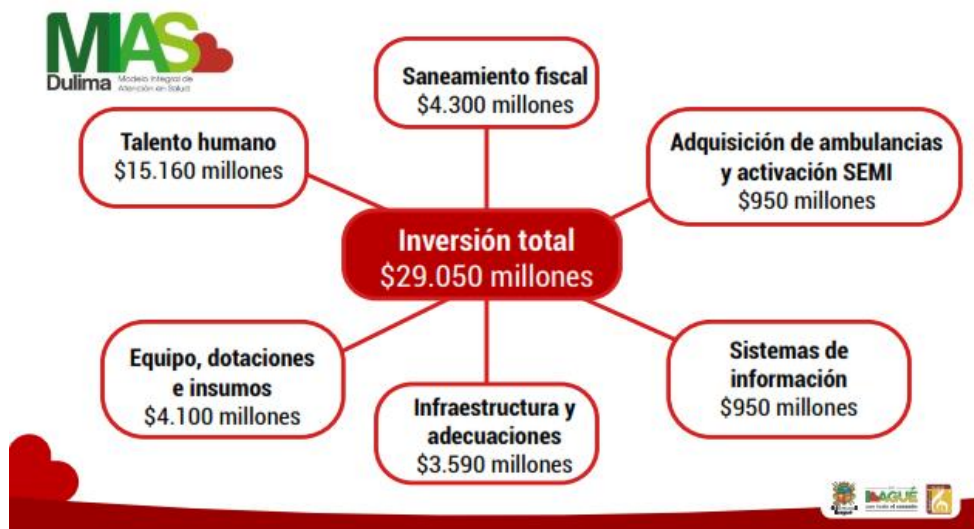 MIAS
Dulima
Modelo Integral de
Atención en Salud
Saneamiento fiscal
$4.300 millones
Talento humano
$15.160 millones
Adquisición de ambulancias
y activación SEMI
$950 millones
Inversión total
$29.050 millones
Equipo, dotaciones
e insumos
$4.100 millones
Infraestructura y
adecuaciones
$3.590 millones
Sistemas de
información
$950 millones
IBAGUÉ